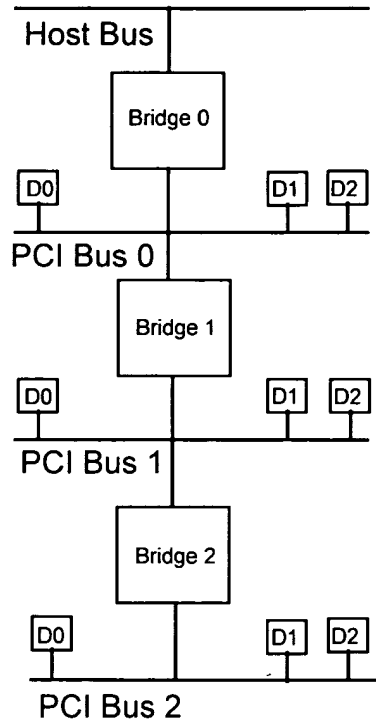 Host Bus
Bridge 0
D0 D1 D2
PCI Bus 0
Bridge 1
D0 D1 D2
PCI Bus 1
Bridge 2
D0 D1 D2
PCI Bus 2